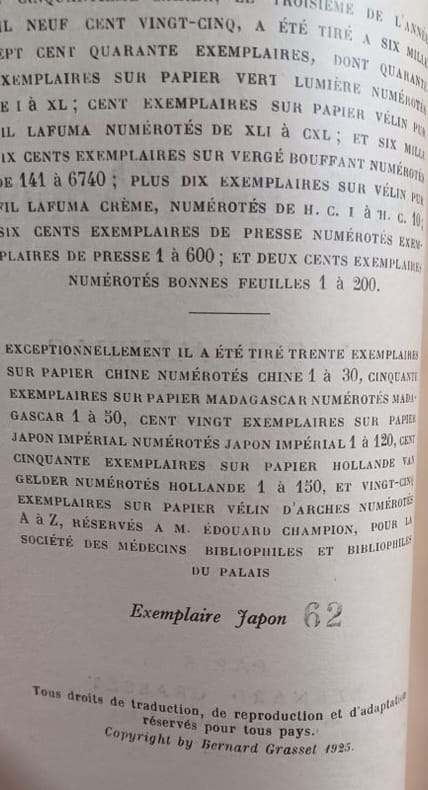 CINQUANTIÈME CAHIER, LE TROISIÈME DE L'ANNÉE
IL NEUF CENT VINGT-CINQ, A ÉTÉ TIRÉ A SIX MILLE
EPT CENT QUARANTE EXEMPLAIRES, DONT QUARANTE
EXEMPLAIRES SUR PAPIER VERT LUMIÈRE NUMÉROTÉS
E I à XL; CENT EXEMPLAIRES SUR PAPIER VÉLIN PUR
IL LAFUMA NUMÉROTÉS DE XLI à CXL; ET SIX MILLE
IX CENTS EXEMPLAIRES SUR VERGÉ BOUFFANT NUMÉROTÉS
DE 141 à 6740; PLUS DIX EXEMPLAIRES SUR VÉLIN PUR
FIL LAFUMA CRÈME, NUMÉROTÉS DE H. C. I à H. C. 10;
SIX CENTS EXEMPLAIRES DE PRESSE NUMÉROTÉS EXEM-
PLAIRES DE PRESSE 1 à 600; ET DEUX CENTS EXEMPLAIRES
NUMÉROTÉS BONNES FEUILLES 1 à 200.
EXCEPTIONNELLEMENT IL A ÉTÉ TIRÉ TRENTE EXEMPLAIRES
SUR PAPIER CHINE NUMÉROTÉS CHINE 1 à 30, CINQUANTE
EXEMPLAIRES SUR PAPIER MADAGASCAR NUMÉROTÉS MADA-
GASCAR 1 à 50, CENT VINGT EXEMPLAIRES SUR PAPIER
JAPON IMPÉRIAL NUMÉROTÉS JAPON IMPÉRIAL 1 à 120, CENT
CINQUANTE EXEMPLAIRES SUR PAPIER HOLLANDE VAN
GELDER NUMÉROTÉS HOLLANDE 1 à 150, ET VINGT-CINQ
EXEMPLAIRES SUR PAPIER VÉLIN D'ARCHES NUMÉROTÉS
A à Z, RÉSERVÉS A M. ÉDOUARD CHAMPION, POUR LA
SOCIÉTÉ DES MÉDECINS BIBLIOPHILES ET BIBLIOPHILES
DU PALAIS
Exemplaire Japon 62
Tous droits de traduction, de reproduction et d'adaptation
réservés pour tous pays.
Copyright by Bernard Grasset 1925.